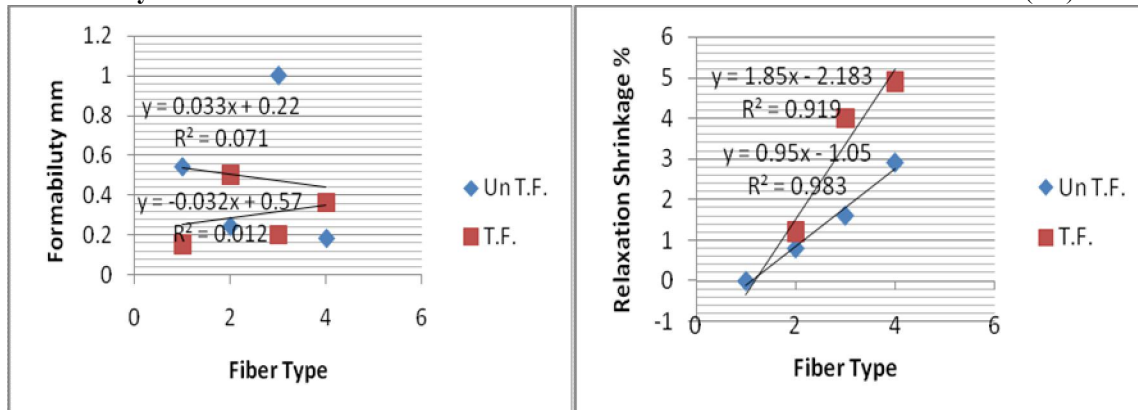 1.2
1
0.8
0.6
0.4
0.2
0
0
2
4
6
Formabiluty mm
Fiber Type
y = 0.033x + 0.22
R² = 0.071
y = -0.032x + 0.57
R² = 0.012
Un T.F.
T.F.
6
5
4
3
2
1
0
-1
0
2
4
6
Relaxation Shrinkage %
Fiber Type
y = 1.85x - 2.183
R² = 0.919
y = 0.95x - 1.05
R² = 0.983
Un T.F.
T.F.